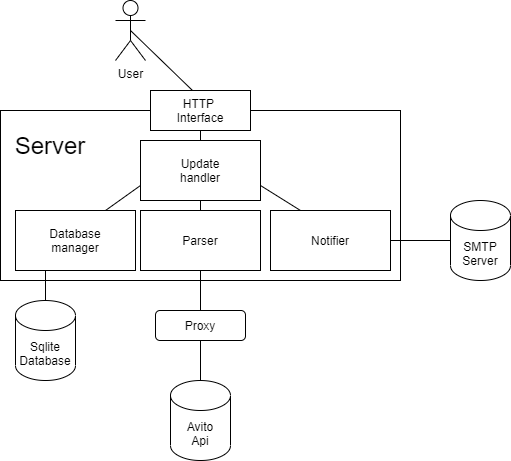 User
HTTP
Interface
Server
Update
handler
Database
manager
Parser
Notifier
SMTP
Server
Proxy
Sqlite
Database
Avito
Api